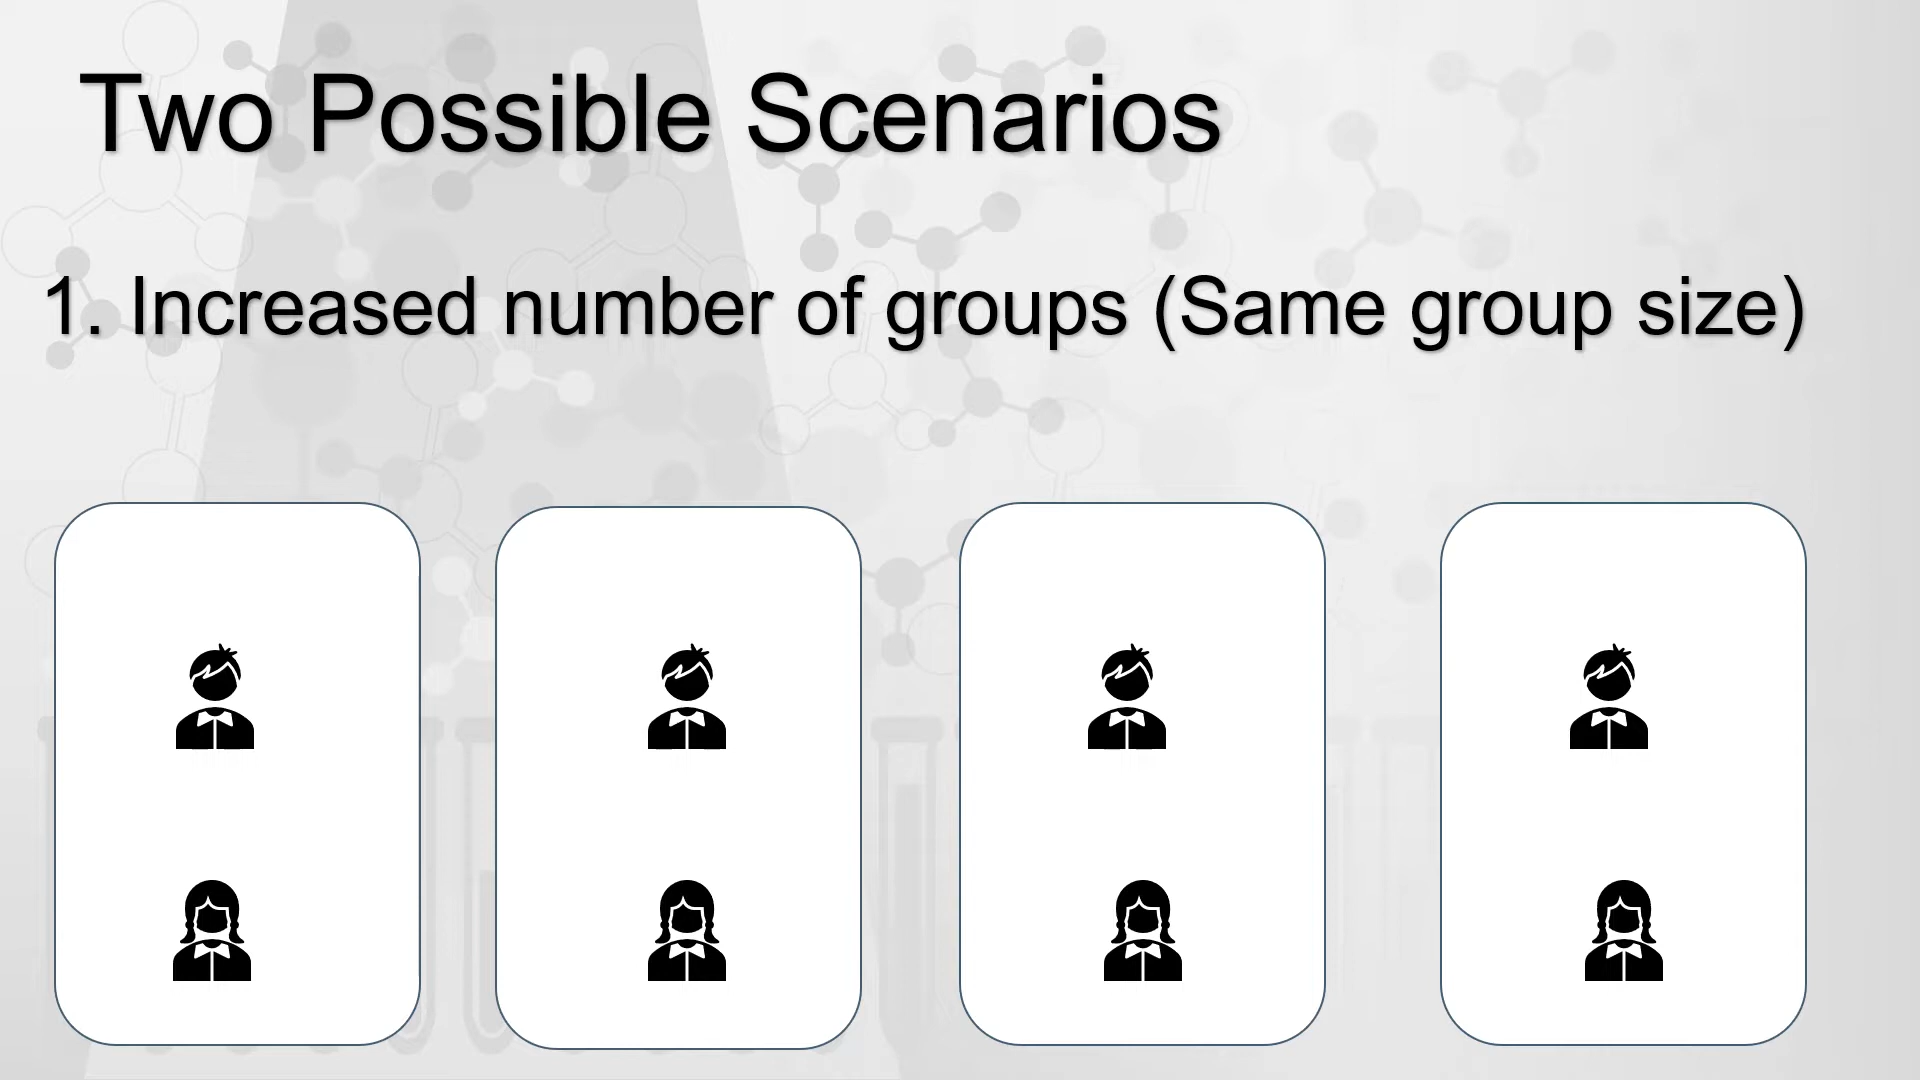 Two Possible Scenarios
1. Increased number of groups (Same group size)